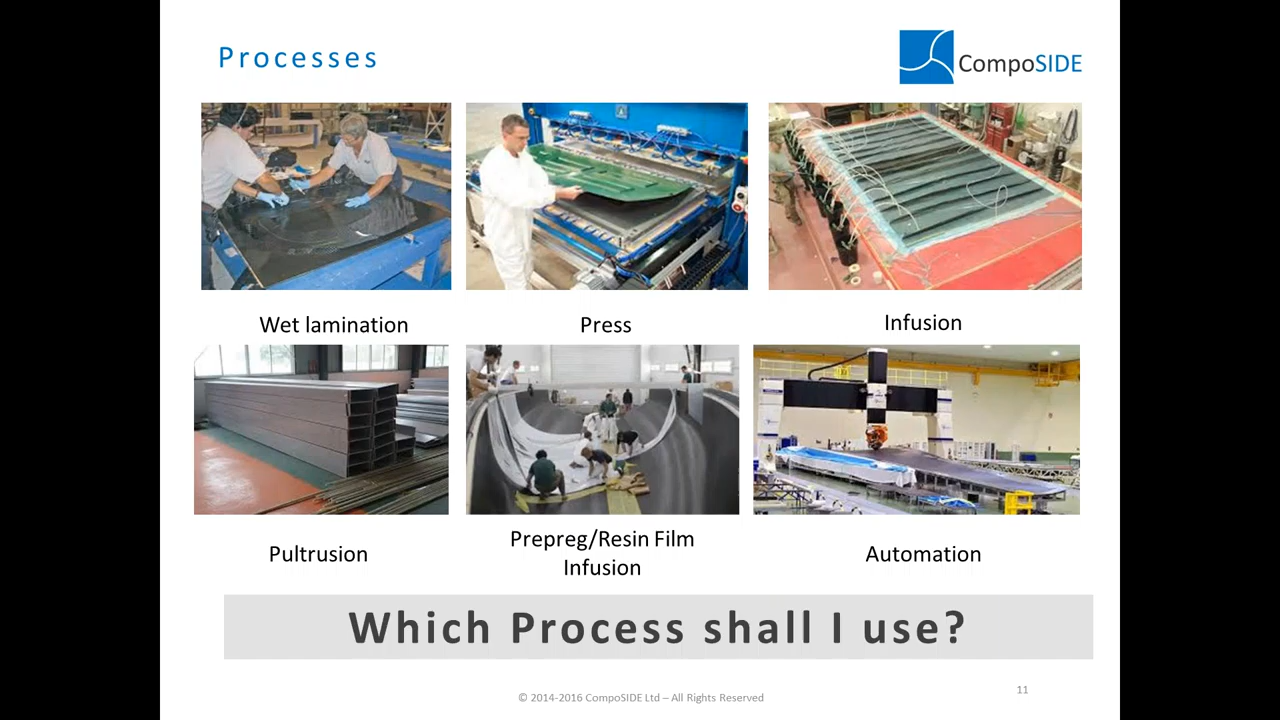 Processes
CompoSIDE
Wet lamination
Press
Infusion
Pultrusion
Prepreg/Resin Film
Infusion
Automation
Which Process shall I use?
© 2014-2016 CompoSIDE Ltd – All Rights Reserved
11